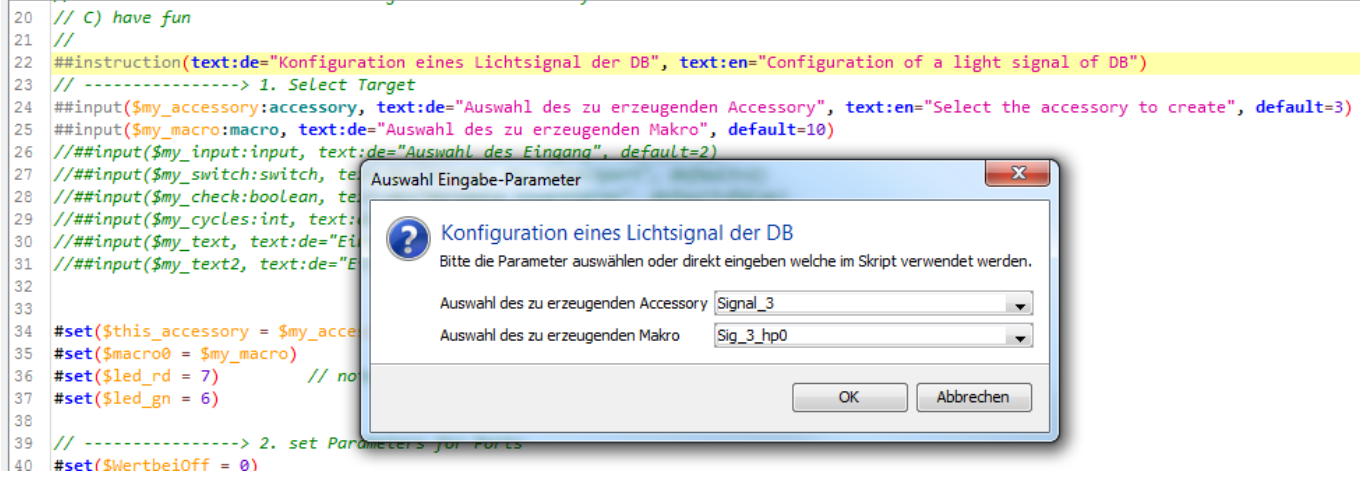 20 // C) have fun
21 //
22 ##instruction(text:de="Konfiguration eines Lichtsignal der DB", text:en="Configuration of a light signal of DB")
23 // ----------------> 1. Select Target
24 ##input($my_accessory:accessory, text:de="Auswahl des zu erzeugenden Accessory", text:en="Select the accessory to create", default=3)
25 ##input($my_macro:macro, text:de="Auswahl des zu erzeugenden Makro", default=10)
26 //##input($my_input:input, text:de="Auswahl des Eingang", default=2)
27 //##input($my_switch:switch, te
28 //##input($my_check:boolean, te
29 //##input($my_cycles:int, text:
30 //##input($my_text, text:de="Ei
31 //##input($my_text2, text:de="E
32
33
34 #set($this_accessory = $my_acce
35 #set($macro0 = $my_macro)
36 #set($led_rd = 7) // no
37 #set($led_gn = 6)
38
39 // ----------------> 2. set Parameters for Ports
40 #set($WertbeiOff = 0)
Auswahl Eingabe-Parameter
Konfiguration eines Lichtsignal der DB
Bitte die Parameter auswählen oder direkt eingeben welche im Skript verwendet werden.
Auswahl des zu erzeugenden Accessory Signal_3
Auswahl des zu erzeugenden Makro Sig_3_hp0
OK Abbrechen